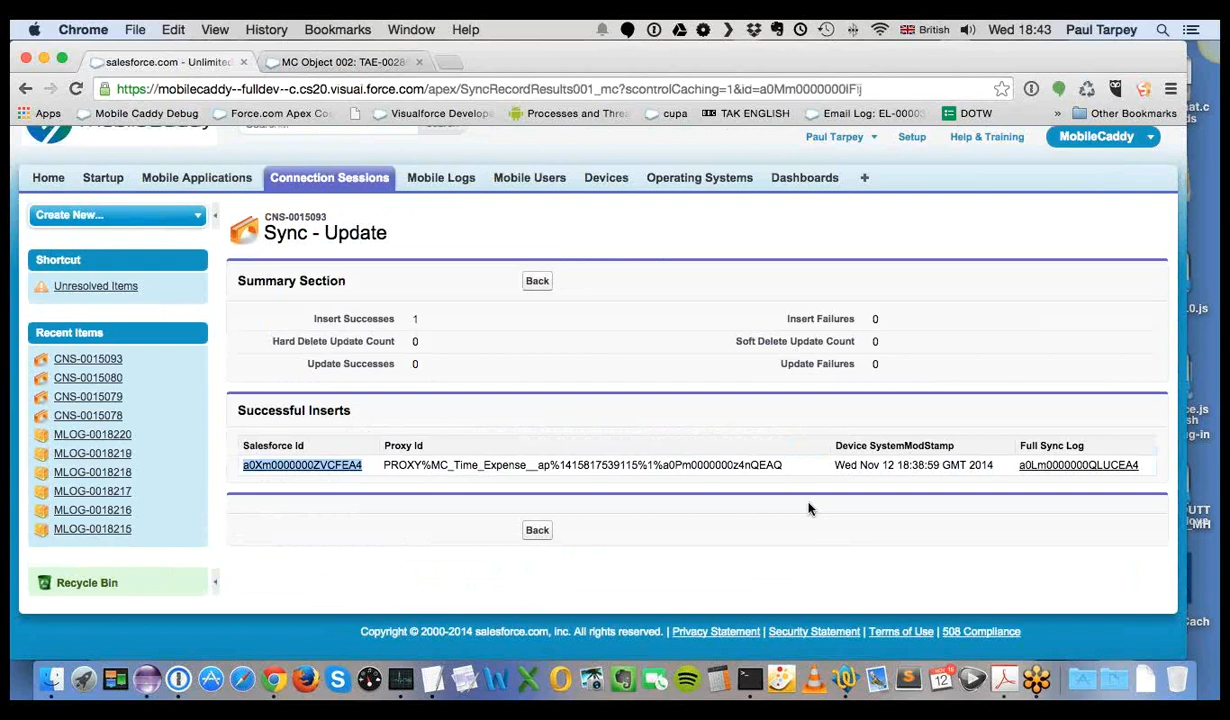 Chrome File Edit View History Bookmarks Window Help British Wed 18:43 Paul Tarpey
salesforce.com - Unlimited
MC Object 002: TAE-0028
https://mobilecaddy--fulldev--c.cs20.visual.force.com/apex/SyncRecordResults001_mc?scontrolCaching=1&id=a0Mm0000000IFIj
Apps Mobile Caddy Debug Force.com Apex Co Visualforce Develope Processes and Thre cupa TAK ENGLISH Email Log: EL-0000 DOTW » Other Bookmarks
Paul Tarpey Setup Help & Training MobileCaddy
Home Startup Mobile Applications Connection Sessions Mobile Logs Mobile Users Devices Operating Systems Dashboards +
Create New...
CNS-0015093
Sync - Update
Shortcut
Unresolved Items
Summary Section Back
Insert Successes 1 Insert Failures 0
Hard Delete Update Count 0 Soft Delete Update Count 0
Update Successes 0 Update Failures 0
Recent Items
CNS-0015093
CNS-0015080
CNS-0015079
CNS-0015078
MLOG-0018220
MLOG-0018219
MLOG-0018218
MLOG-0018217
MLOG-0018216
MLOG-0018215
Successful Inserts
Salesforce Id Proxy Id Device SystemModStamp Full Sync Log
a0Xm0000000ZVCFEA4 PROXY%MC_Time_Expense__ap%1415817539115%1%a0Pm0000000z4nQEAQ Wed Nov 12 18:38:59 GMT 2014 a0Lm0000000QLUCEA4
Back
Recycle Bin
Copyright © 2000-2014 salesforce.com, inc. All rights reserved. | Privacy Statement | Security Statement | Terms of Use | 508 Compliance